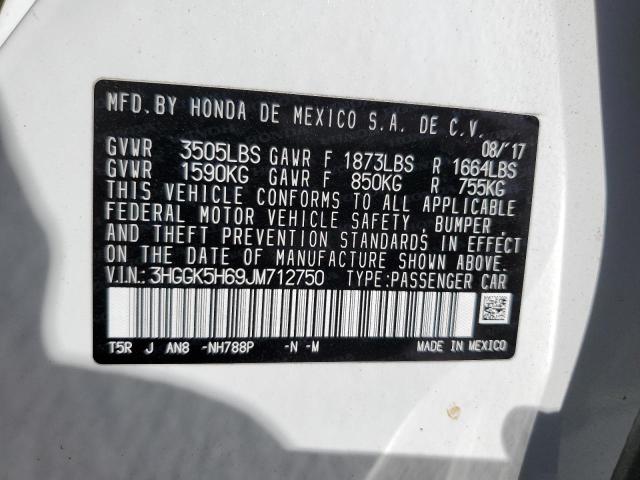 MFD. BY HONDA DE MEXICO S.A. DE C.V.
08/'17
GVWR 3505LBS GAWR F 1873LBS R 1664LBS
GVWR 1590KG GAWR F 850KG R 755KG
THIS VEHICLE CONFORMS TO ALL APPLICABLE
FEDERAL MOTOR VEHICLE SAFETY, BUMPER,
AND THEFT PREVENTION STANDARDS IN EFFECT
ON THE DATE OF MANUFACTURE SHOWN ABOVE.
V.I.N.: 3HGGK5H69JM712750 TYPE:PASSENGER CAR
T5R J AN8 -NH788P -N -M MADE IN MEXICO